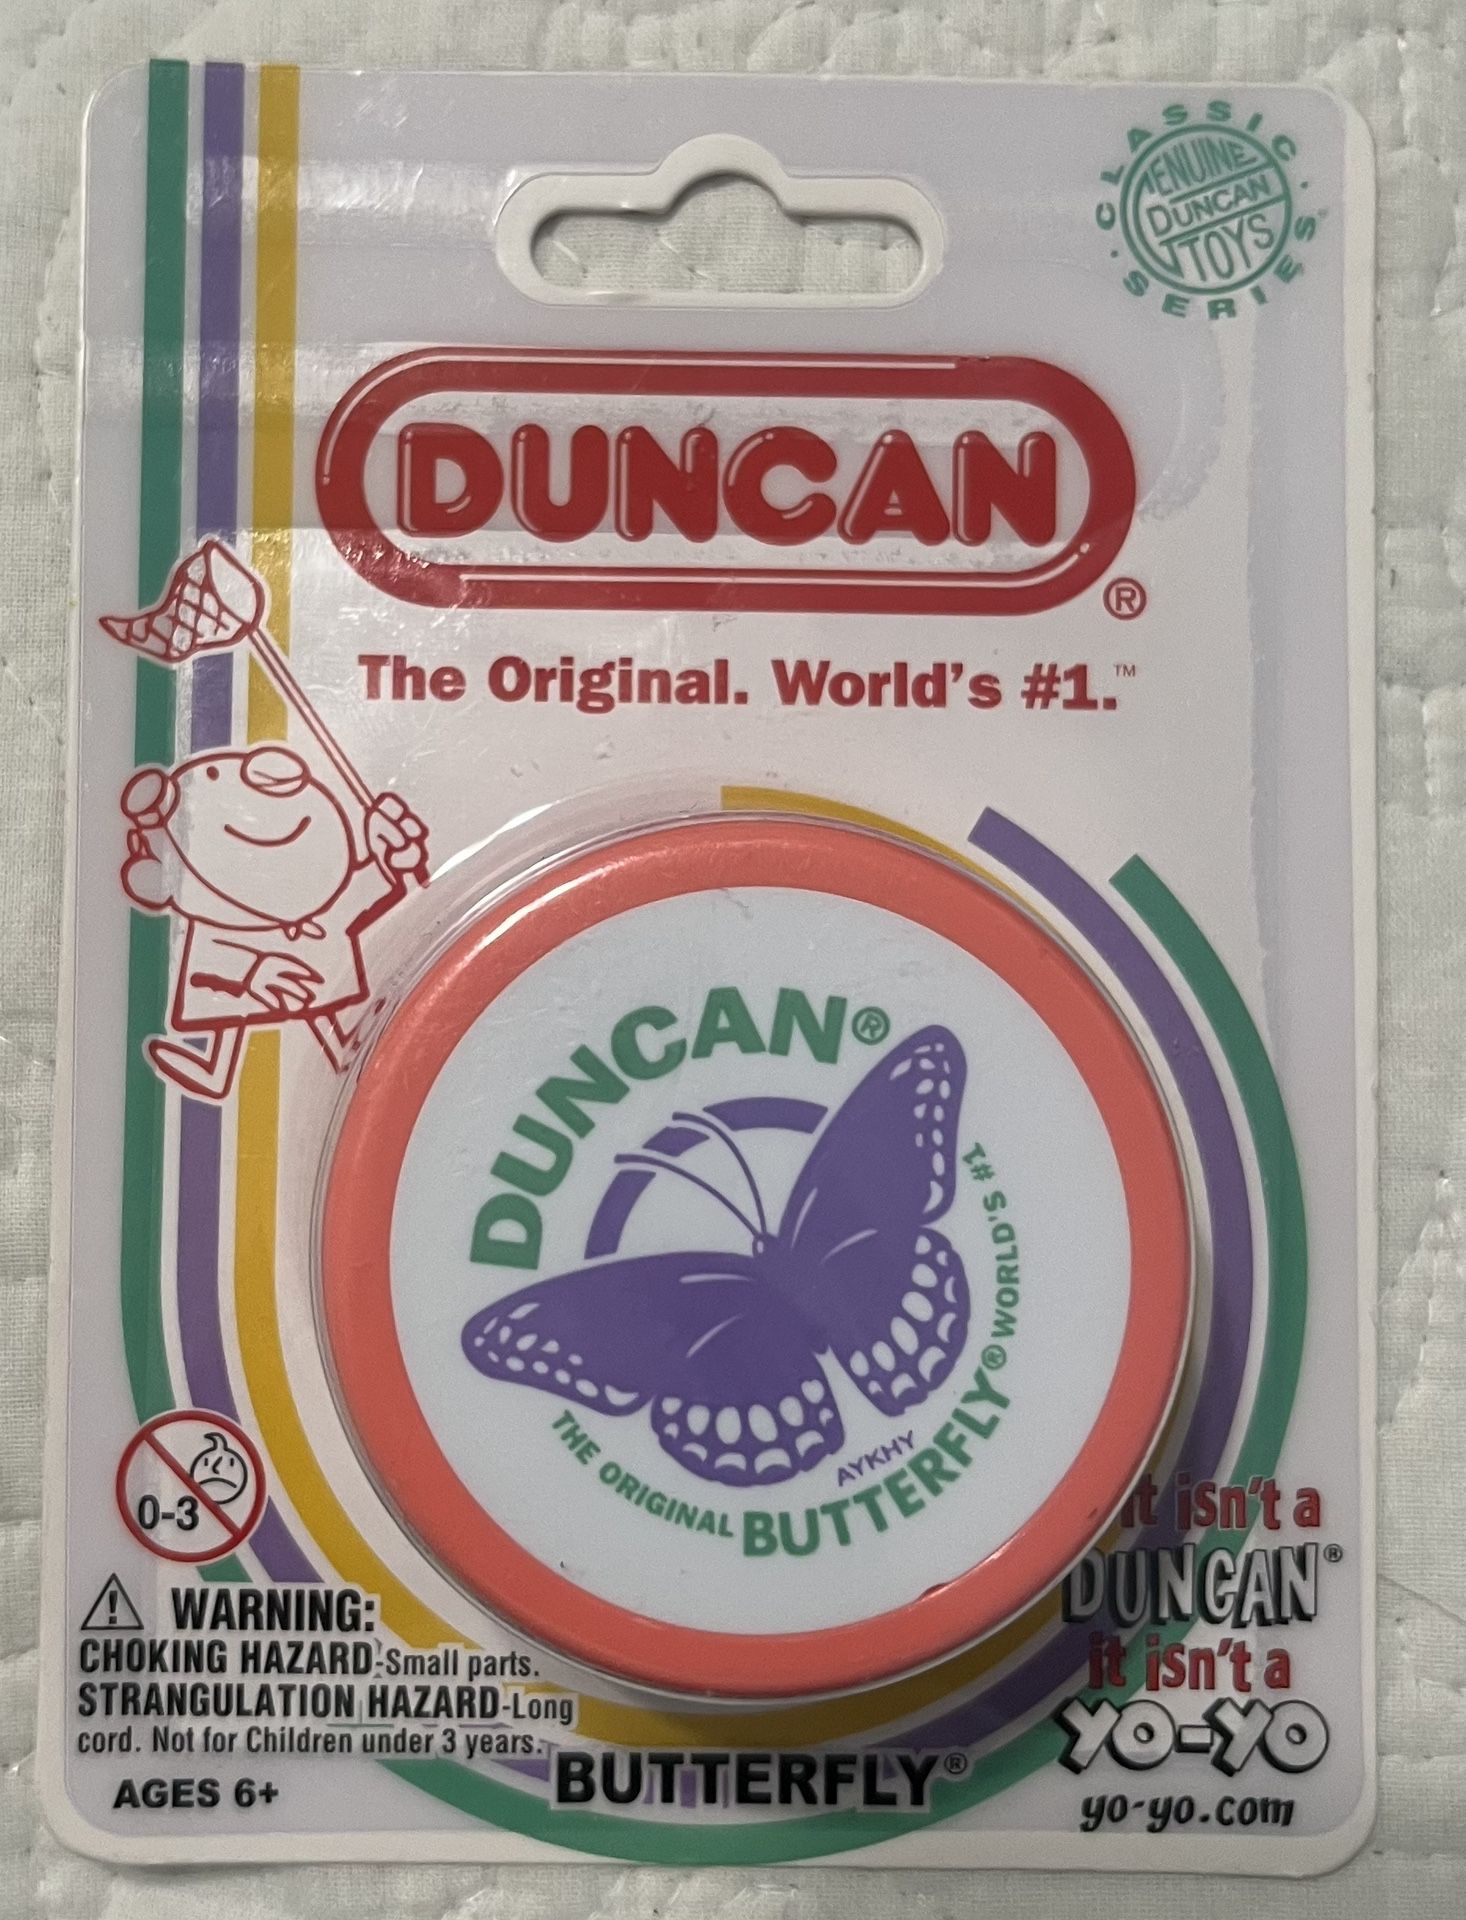 CLASSIC
GENUINE
DUNCAN
TOYS
SERIES
DUNCAN®
The Original. World's #1.™
DUNCAN®
WORLD'S #1
AYKHY
THE ORIGINAL BUTTERFLY®
0-3
WARNING:
CHOKING HAZARD-Small parts.
STRANGULATION HAZARD-Long
cord. Not for Children under 3 years.
AGES 6+
BUTTERFLY®
it isn't a
DUNCAN®
it isn't a
YO-YO
yo-yo.com